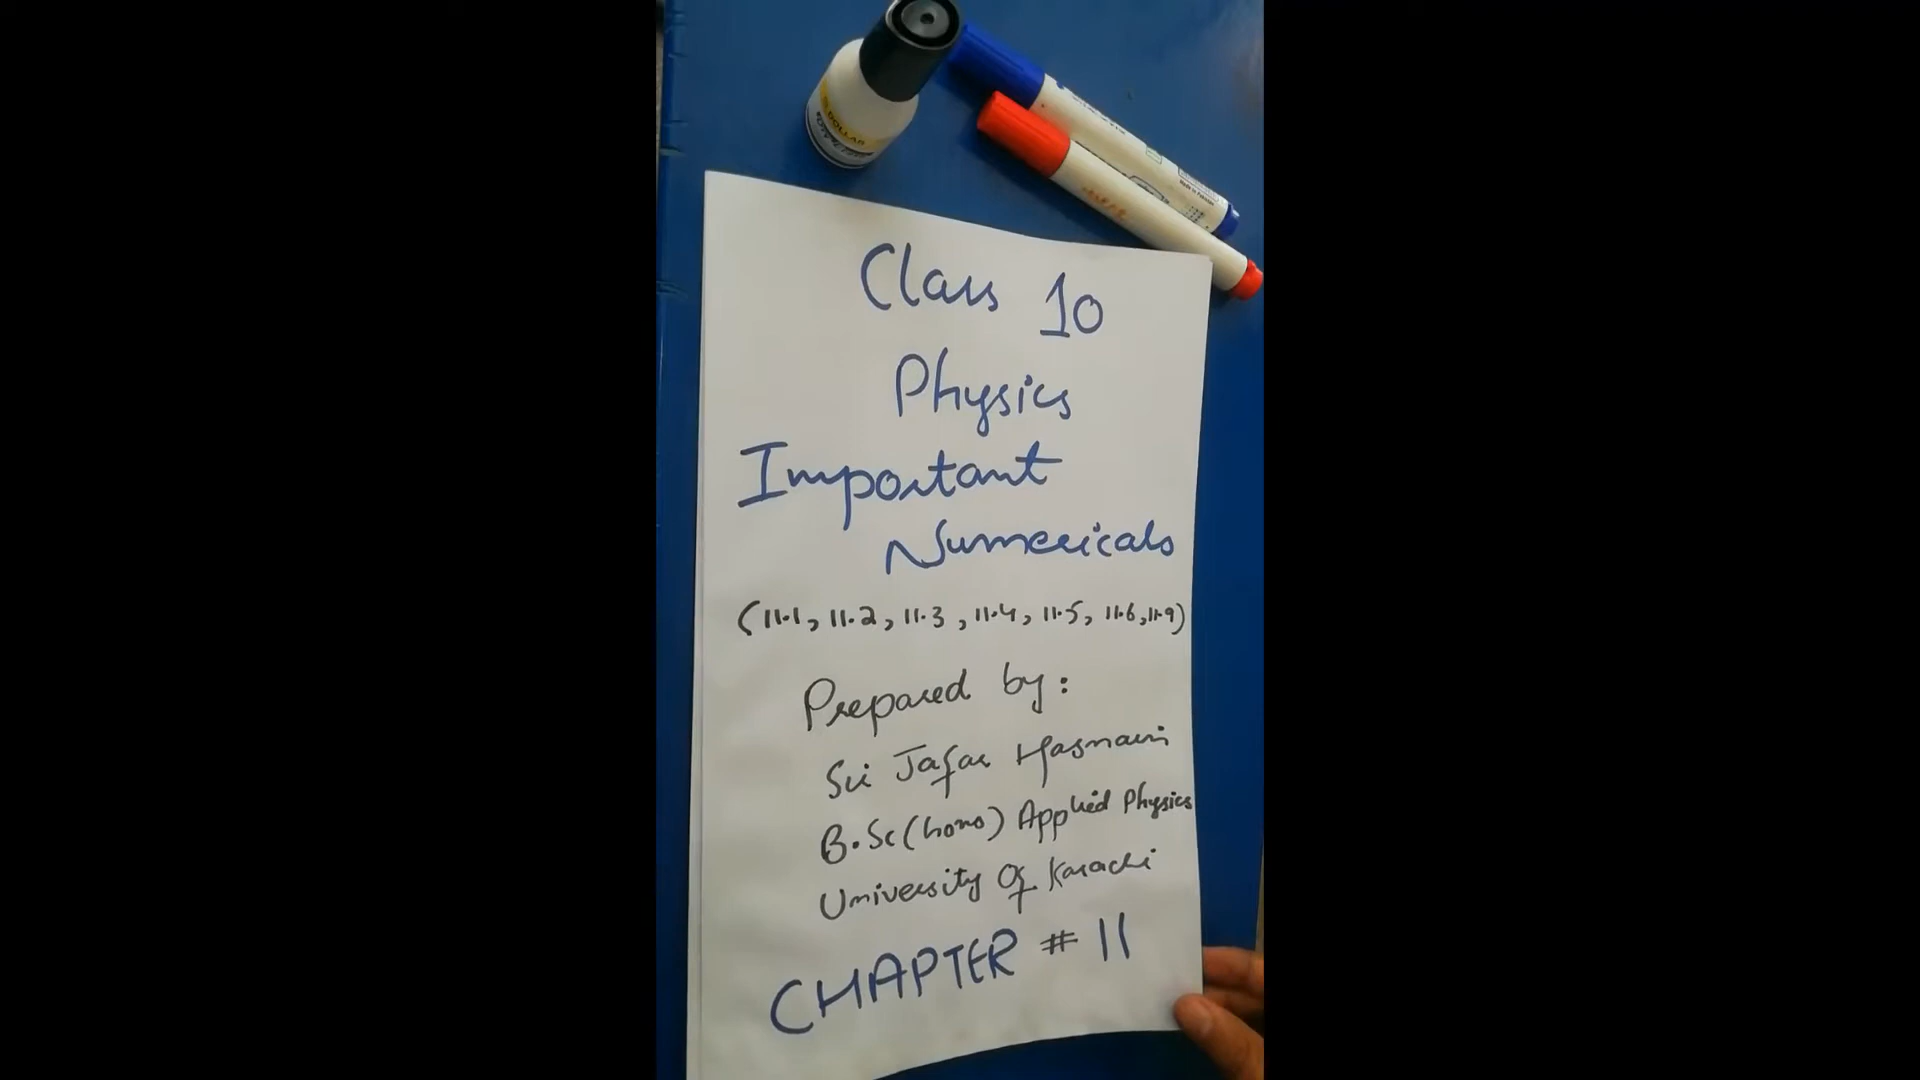 DOLLAR
Class 10
Physics
Important
Numericals
(11.1, 11.2, 11.3, 11.4, 11.5, 11.6, 11.9)
Prepared by:
Sir Jafar Hasnain
B.Sc(hons) Applied Physics
University Of Karachi
CHAPTER # 11